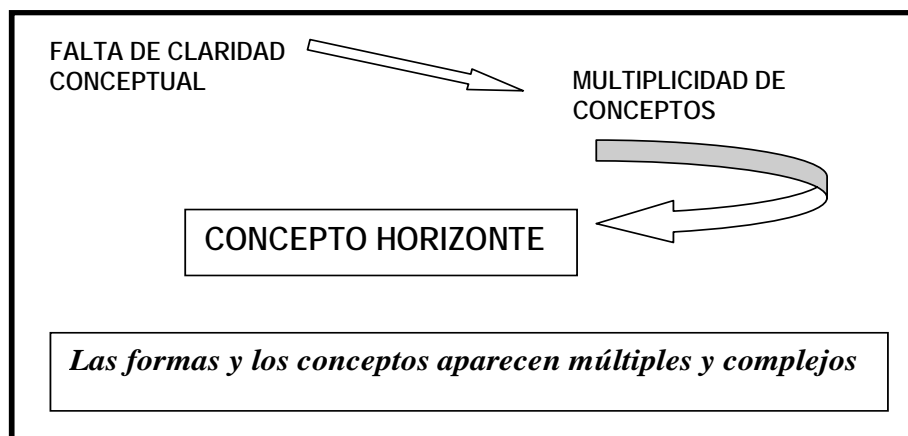 FALTA DE CLARIDAD
CONCEPTUAL
MULTIPLICIDAD DE
CONCEPTOS
CONCEPTO HORIZONTE
Las formas y los conceptos aparecen múltiples y complejos